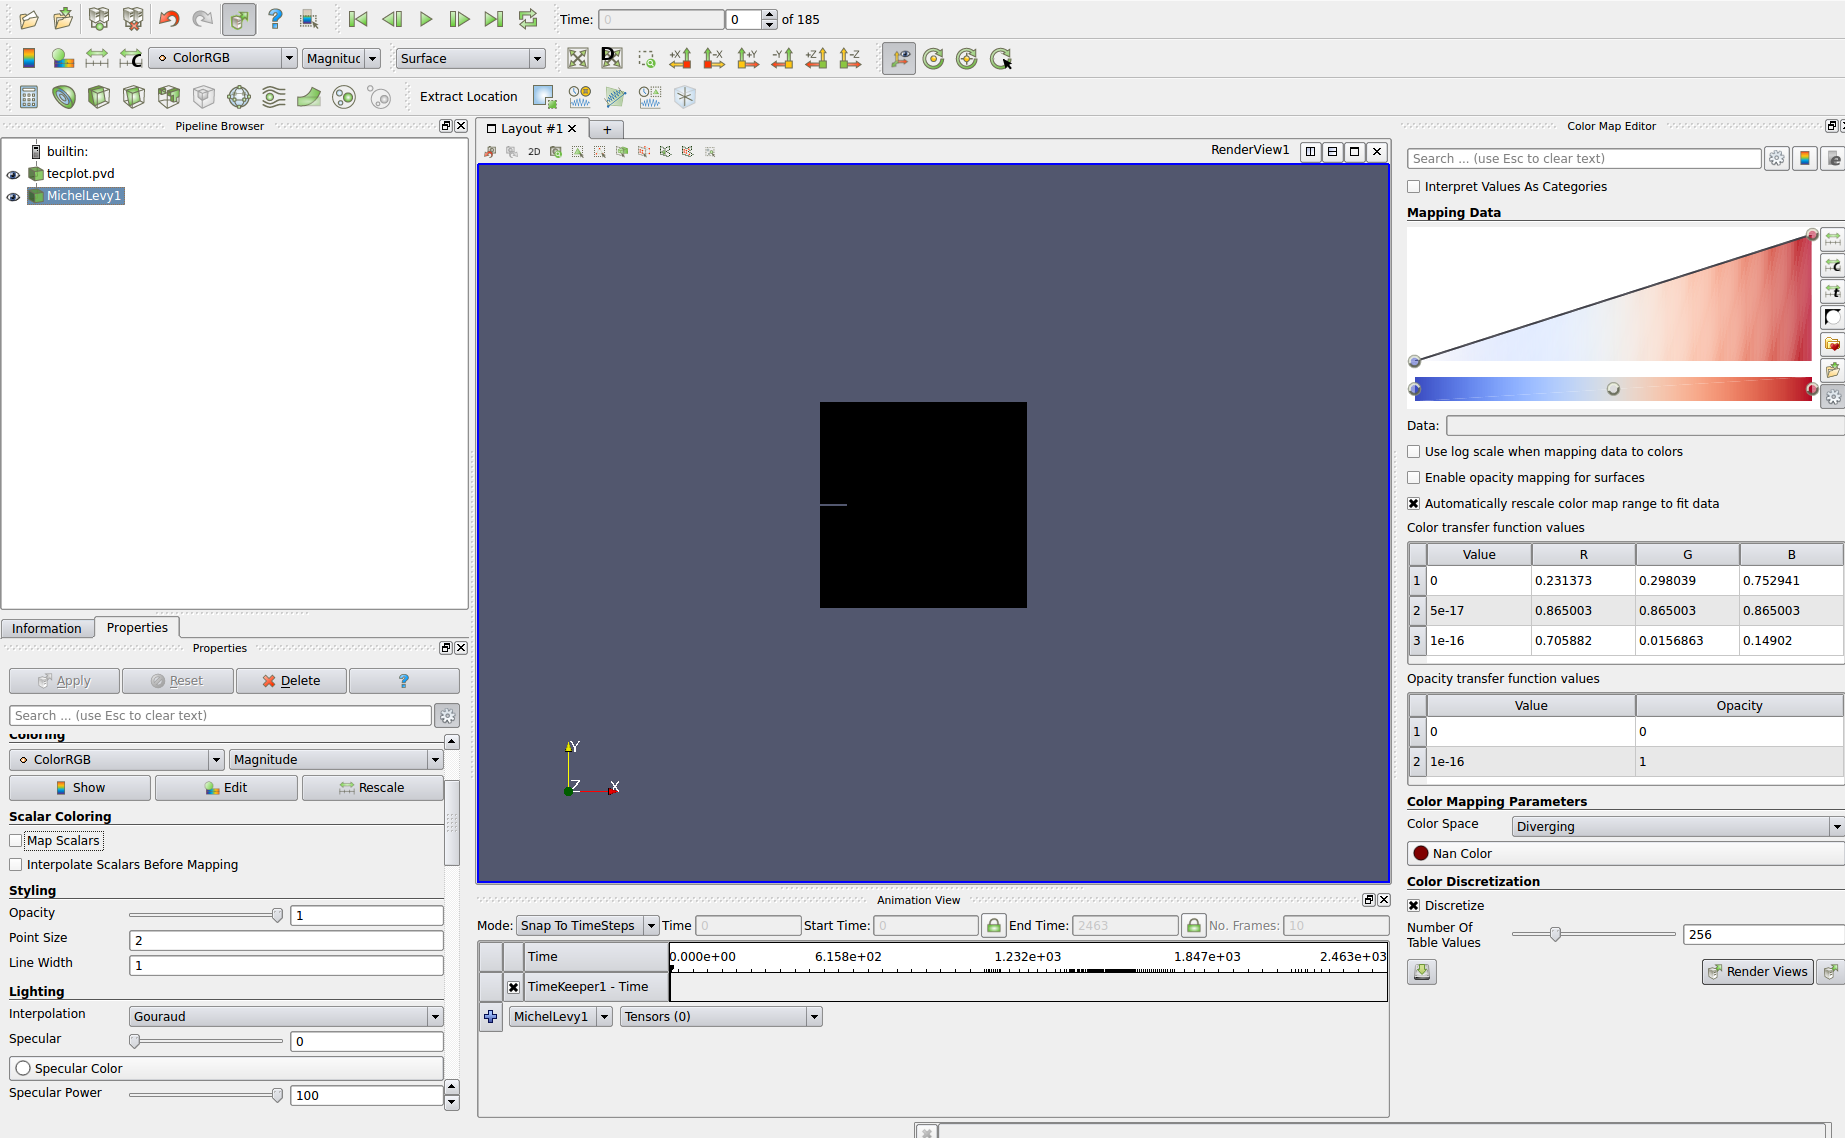 Time: 0 0 of 185
ColorRGB Magnituc Surface
D +X -X +Y -Y +Z -Z
Extract Location
Pipeline Browser
builtin:
tecplot.pvd
MichelLevy1
Information Properties
Properties
Apply Reset Delete ?
Search ... (use Esc to clear text)
Coloring
ColorRGB Magnitude
Show Edit Rescale
Scalar Coloring
Map Scalars
Interpolate Scalars Before Mapping
Styling
Opacity 1
Point Size 2
Line Width 1
Lighting
Interpolation Gouraud
Specular 0
Specular Color
Specular Power 100
Layout #1 +
2D RenderView1
Y
Z X
Animation View
Mode: Snap To TimeSteps Time 0 Start Time: 0 End Time: 2463 No. Frames: 10
Time 0.000e+00 6.158e+02 1.232e+03 1.847e+03 2.463e+03
TimeKeeper1 - Time
MichelLevy1 Tensors (0)
Color Map Editor
Search ... (use Esc to clear text)
Interpret Values As Categories
Mapping Data
Data:
Use log scale when mapping data to colors
Enable opacity mapping for surfaces
Automatically rescale color map range to fit data
Color transfer function values
Value R G B
1 0 0.231373 0.298039 0.752941
2 5e-17 0.865003 0.865003 0.865003
3 1e-16 0.705882 0.0156863 0.14902
Opacity transfer function values
Value Opacity
1 0 0
2 1e-16 1
Color Mapping Parameters
Color Space Diverging
Nan Color
Color Discretization
Discretize
Number Of
Table Values 256
Render Views